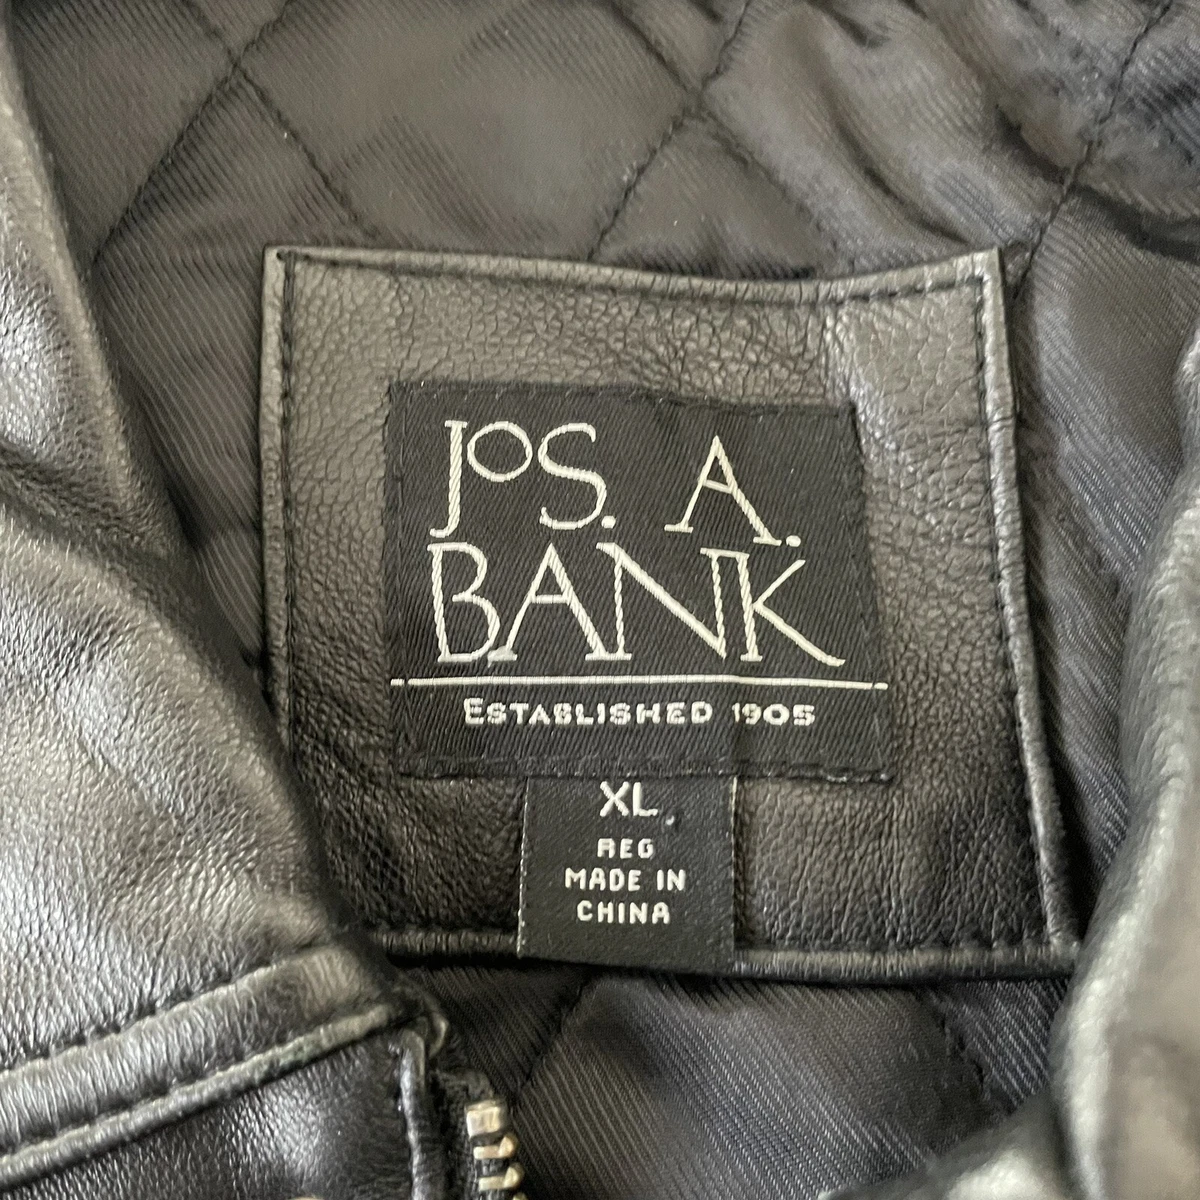 JOS. A.
BANK
ESTABLISHED 1905
XL
REG
MADE IN
CHINA